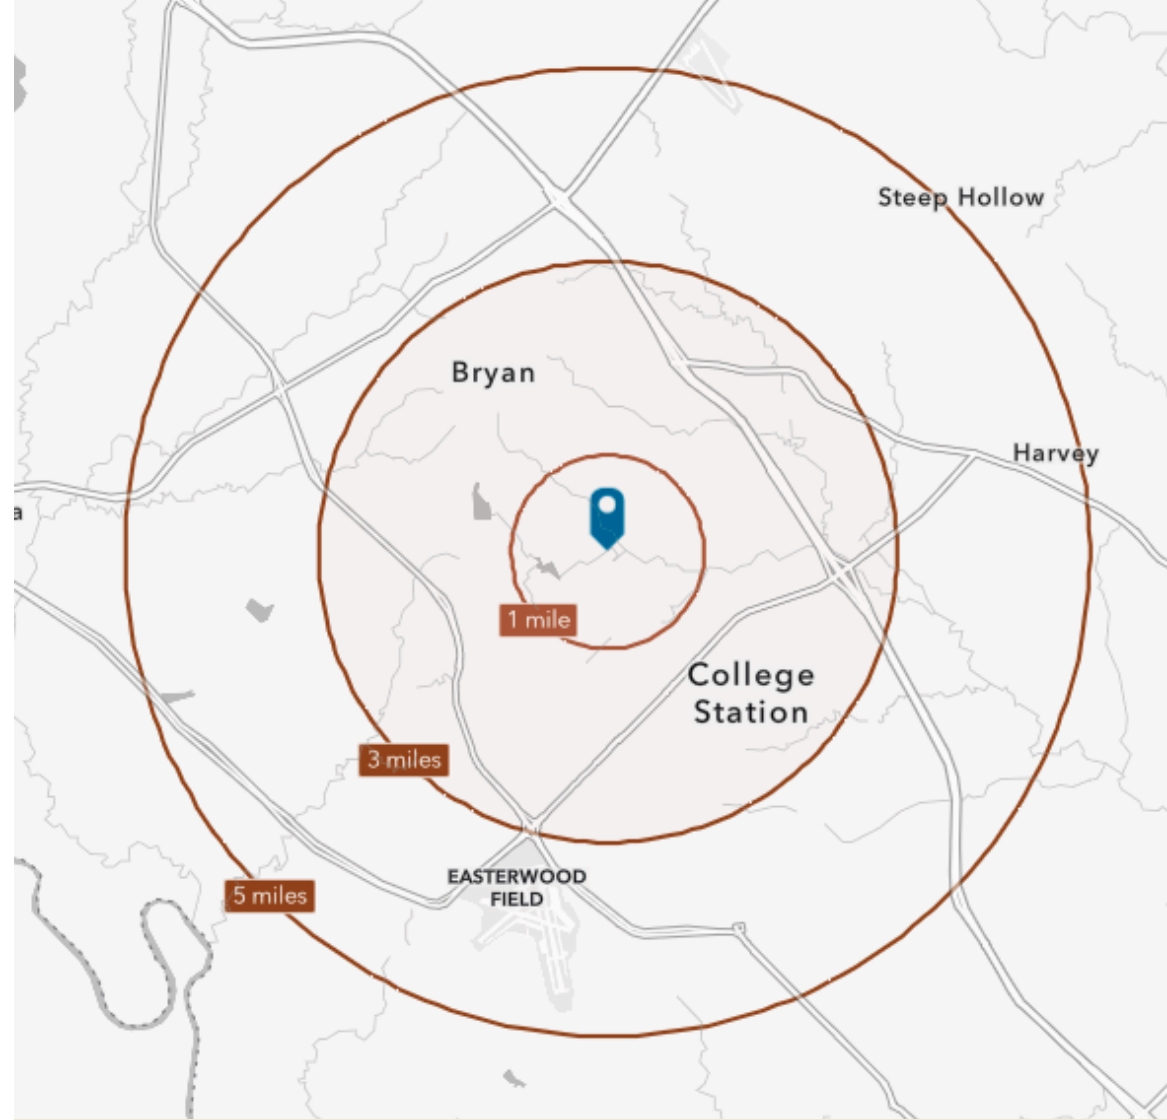 Steep Hollow
Bryan
Harvey
a
1 mile
College
Station
3 miles
EASTERWOOD
FIELD
5 miles